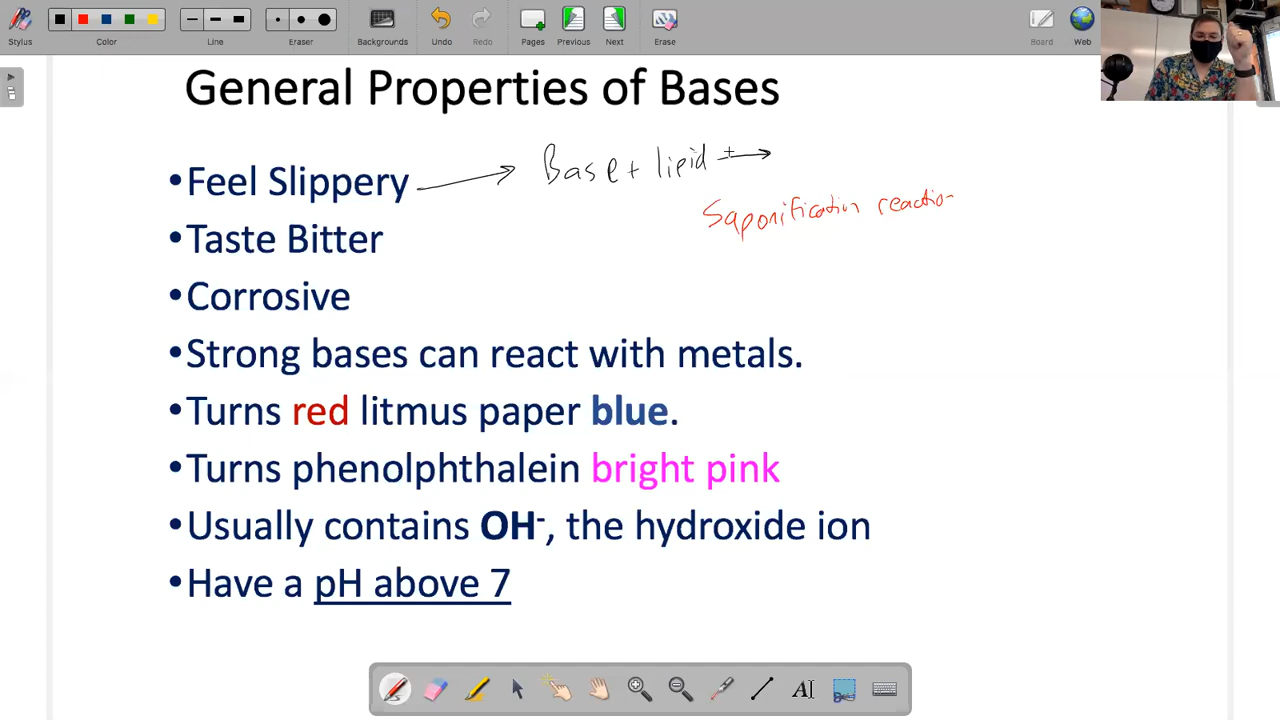 Stylus
Color
Line
Eraser
Backgrounds
Undo
Redo
Pages
Previous
Next
Erase
Board
Web
General Properties of Bases
•Feel Slippery → Base + lipid →
Saponification reaction
•Taste Bitter
•Corrosive
•Strong bases can react with metals.
•Turns red litmus paper blue.
•Turns phenolphthalein bright pink
•Usually contains OH-, the hydroxide ion
•Have a pH above 7